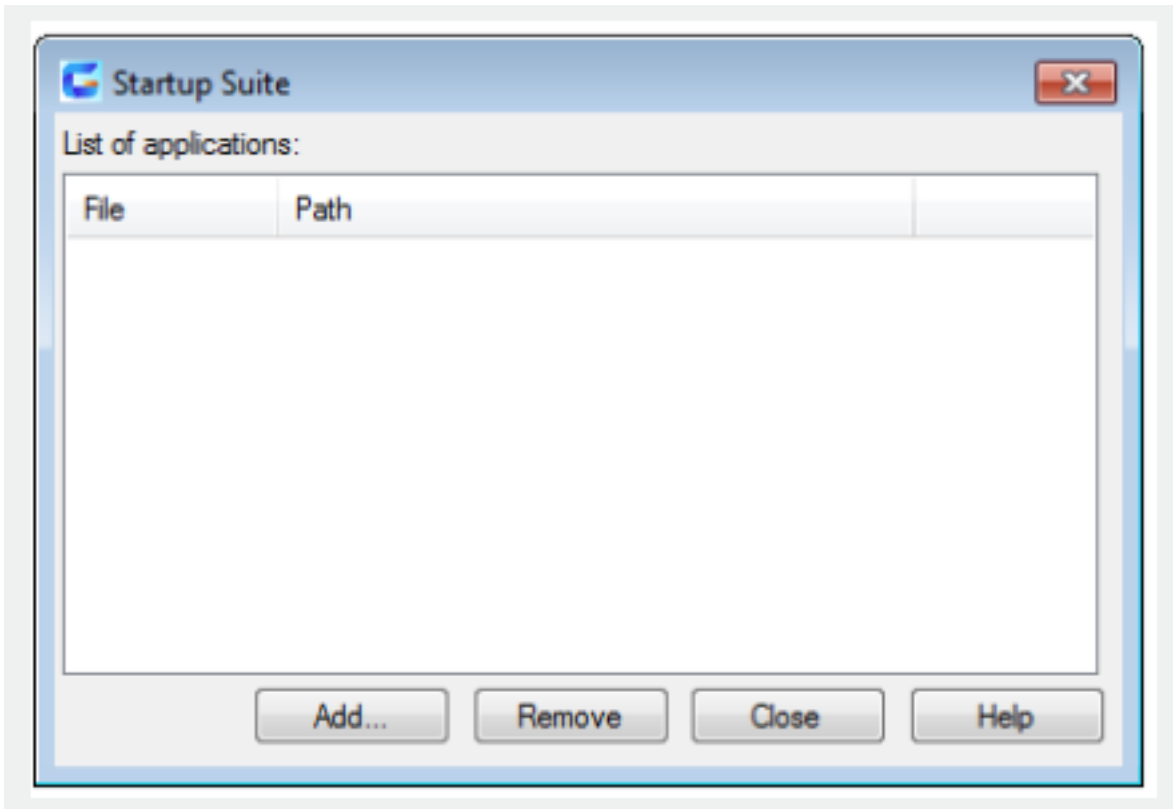 Startup Suite
List of applications:
File Path
Add... Remove Close Help